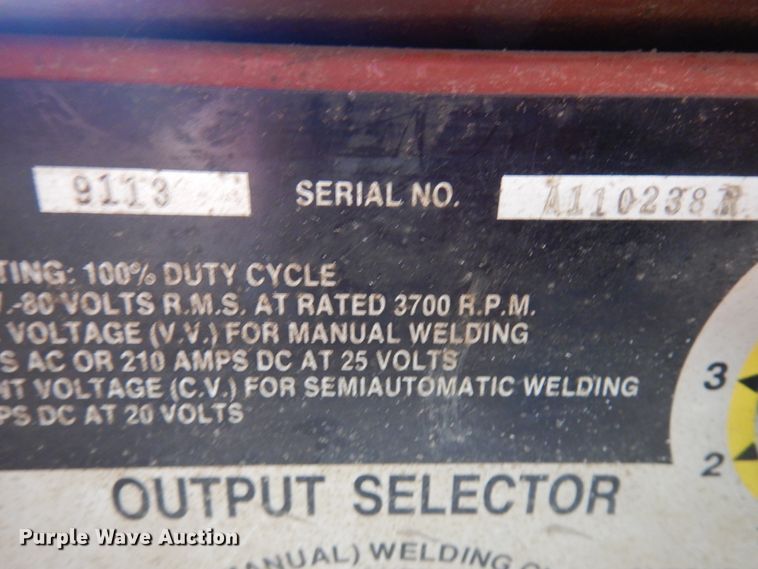 9113 SERIAL NO. A110238R
TING: 100% DUTY CYCLE
.-80 VOLTS R.M.S. AT RATED 3700 R.P.M.
VOLTAGE (V.V.) FOR MANUAL WELDING
S AC OR 210 AMPS DC AT 25 VOLTS
NT VOLTAGE (C.V.) FOR SEMIAUTOMATIC WELDING
PS DC AT 20 VOLTS
3
2
OUTPUT SELECTOR
(MANUAL) WELDING
Purple Wave Auction